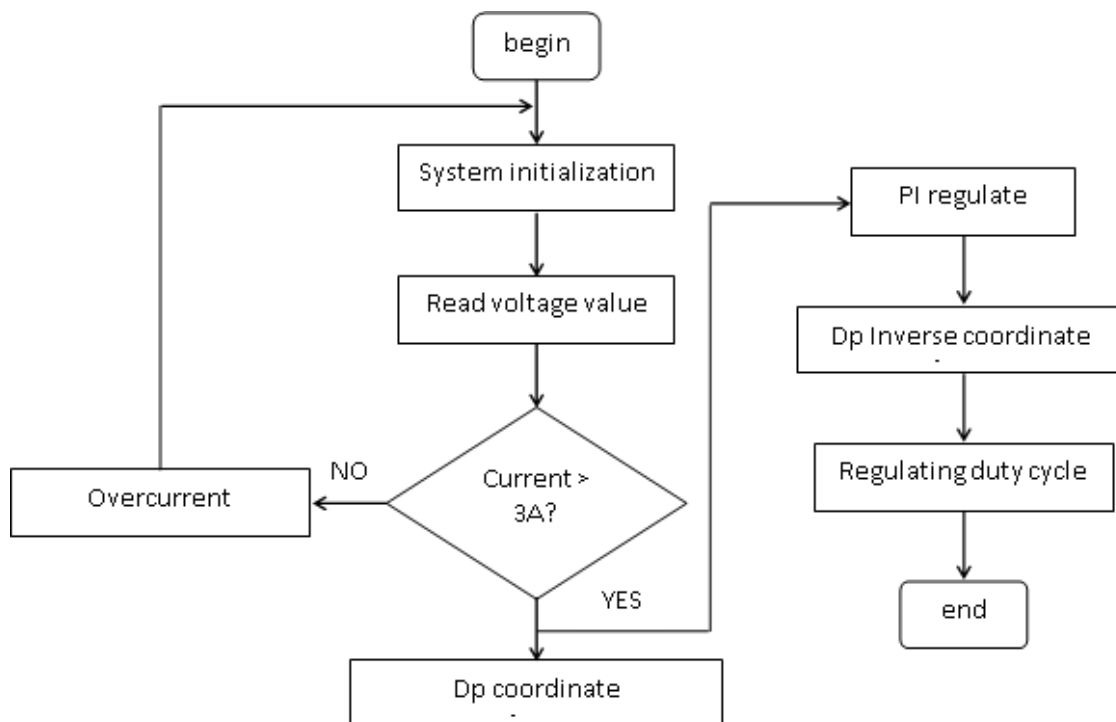 begin
System initialization
Read voltage value
Current >
3A?
NO
Overcurrent
YES
Dp coordinate
PI regulate
Dp Inverse coordinate
Regulating duty cycle
end